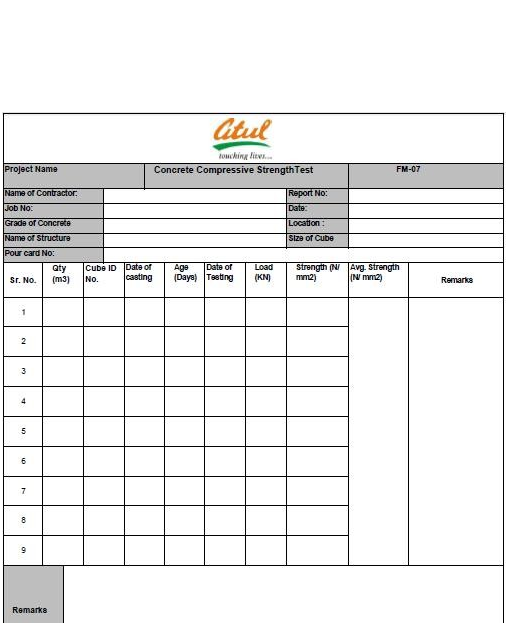 atul
touching lives...
Project Name Concrete Compressive StrengthTest FM-07
Name of Contractor: Report No:
Job No: Date:
Grade of Concrete Location :
Name of Structure Size of Cube
Pour card No:
Sr. No. Qty (m3) Cube ID No. Date of casting Age (Days) Date of Testing Load (KN) Strength (N/ mm2) Avg. Strength (N/ mm2) Remarks
1
2
3
4
5
6
7
8
9
Remarks